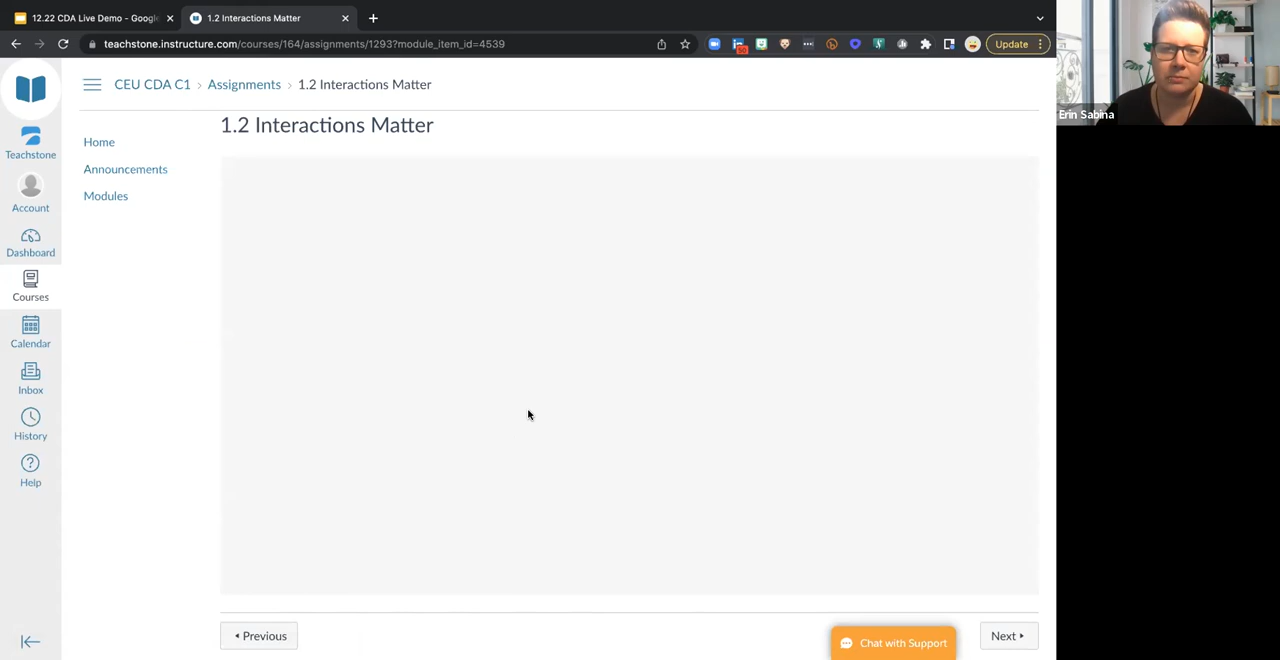 12.22 CDA Live Demo - Googl
1.2 Interactions Matter
Update
teachstone.instructure.com/courses/164/assignments/1293?module_item_id=4539
50
Erin Sabina
CEU CDA C1 › Assignments › 1.2 Interactions Matter
1.2 Interactions Matter
Home
Announcements
Modules
Teachstone
Account
Dashboard
Courses
Calendar
Inbox
History
Help
Previous
Chat with Support
Next